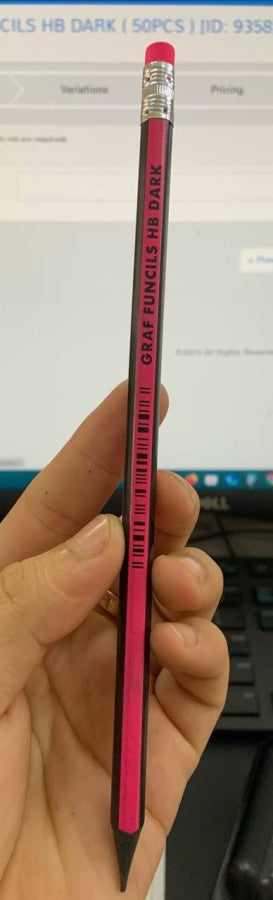 CILS HB DARK ( 50PCS ) [ID: 9358
Variations
Pricing
GRAF FUNCILS HB DARK
DELL